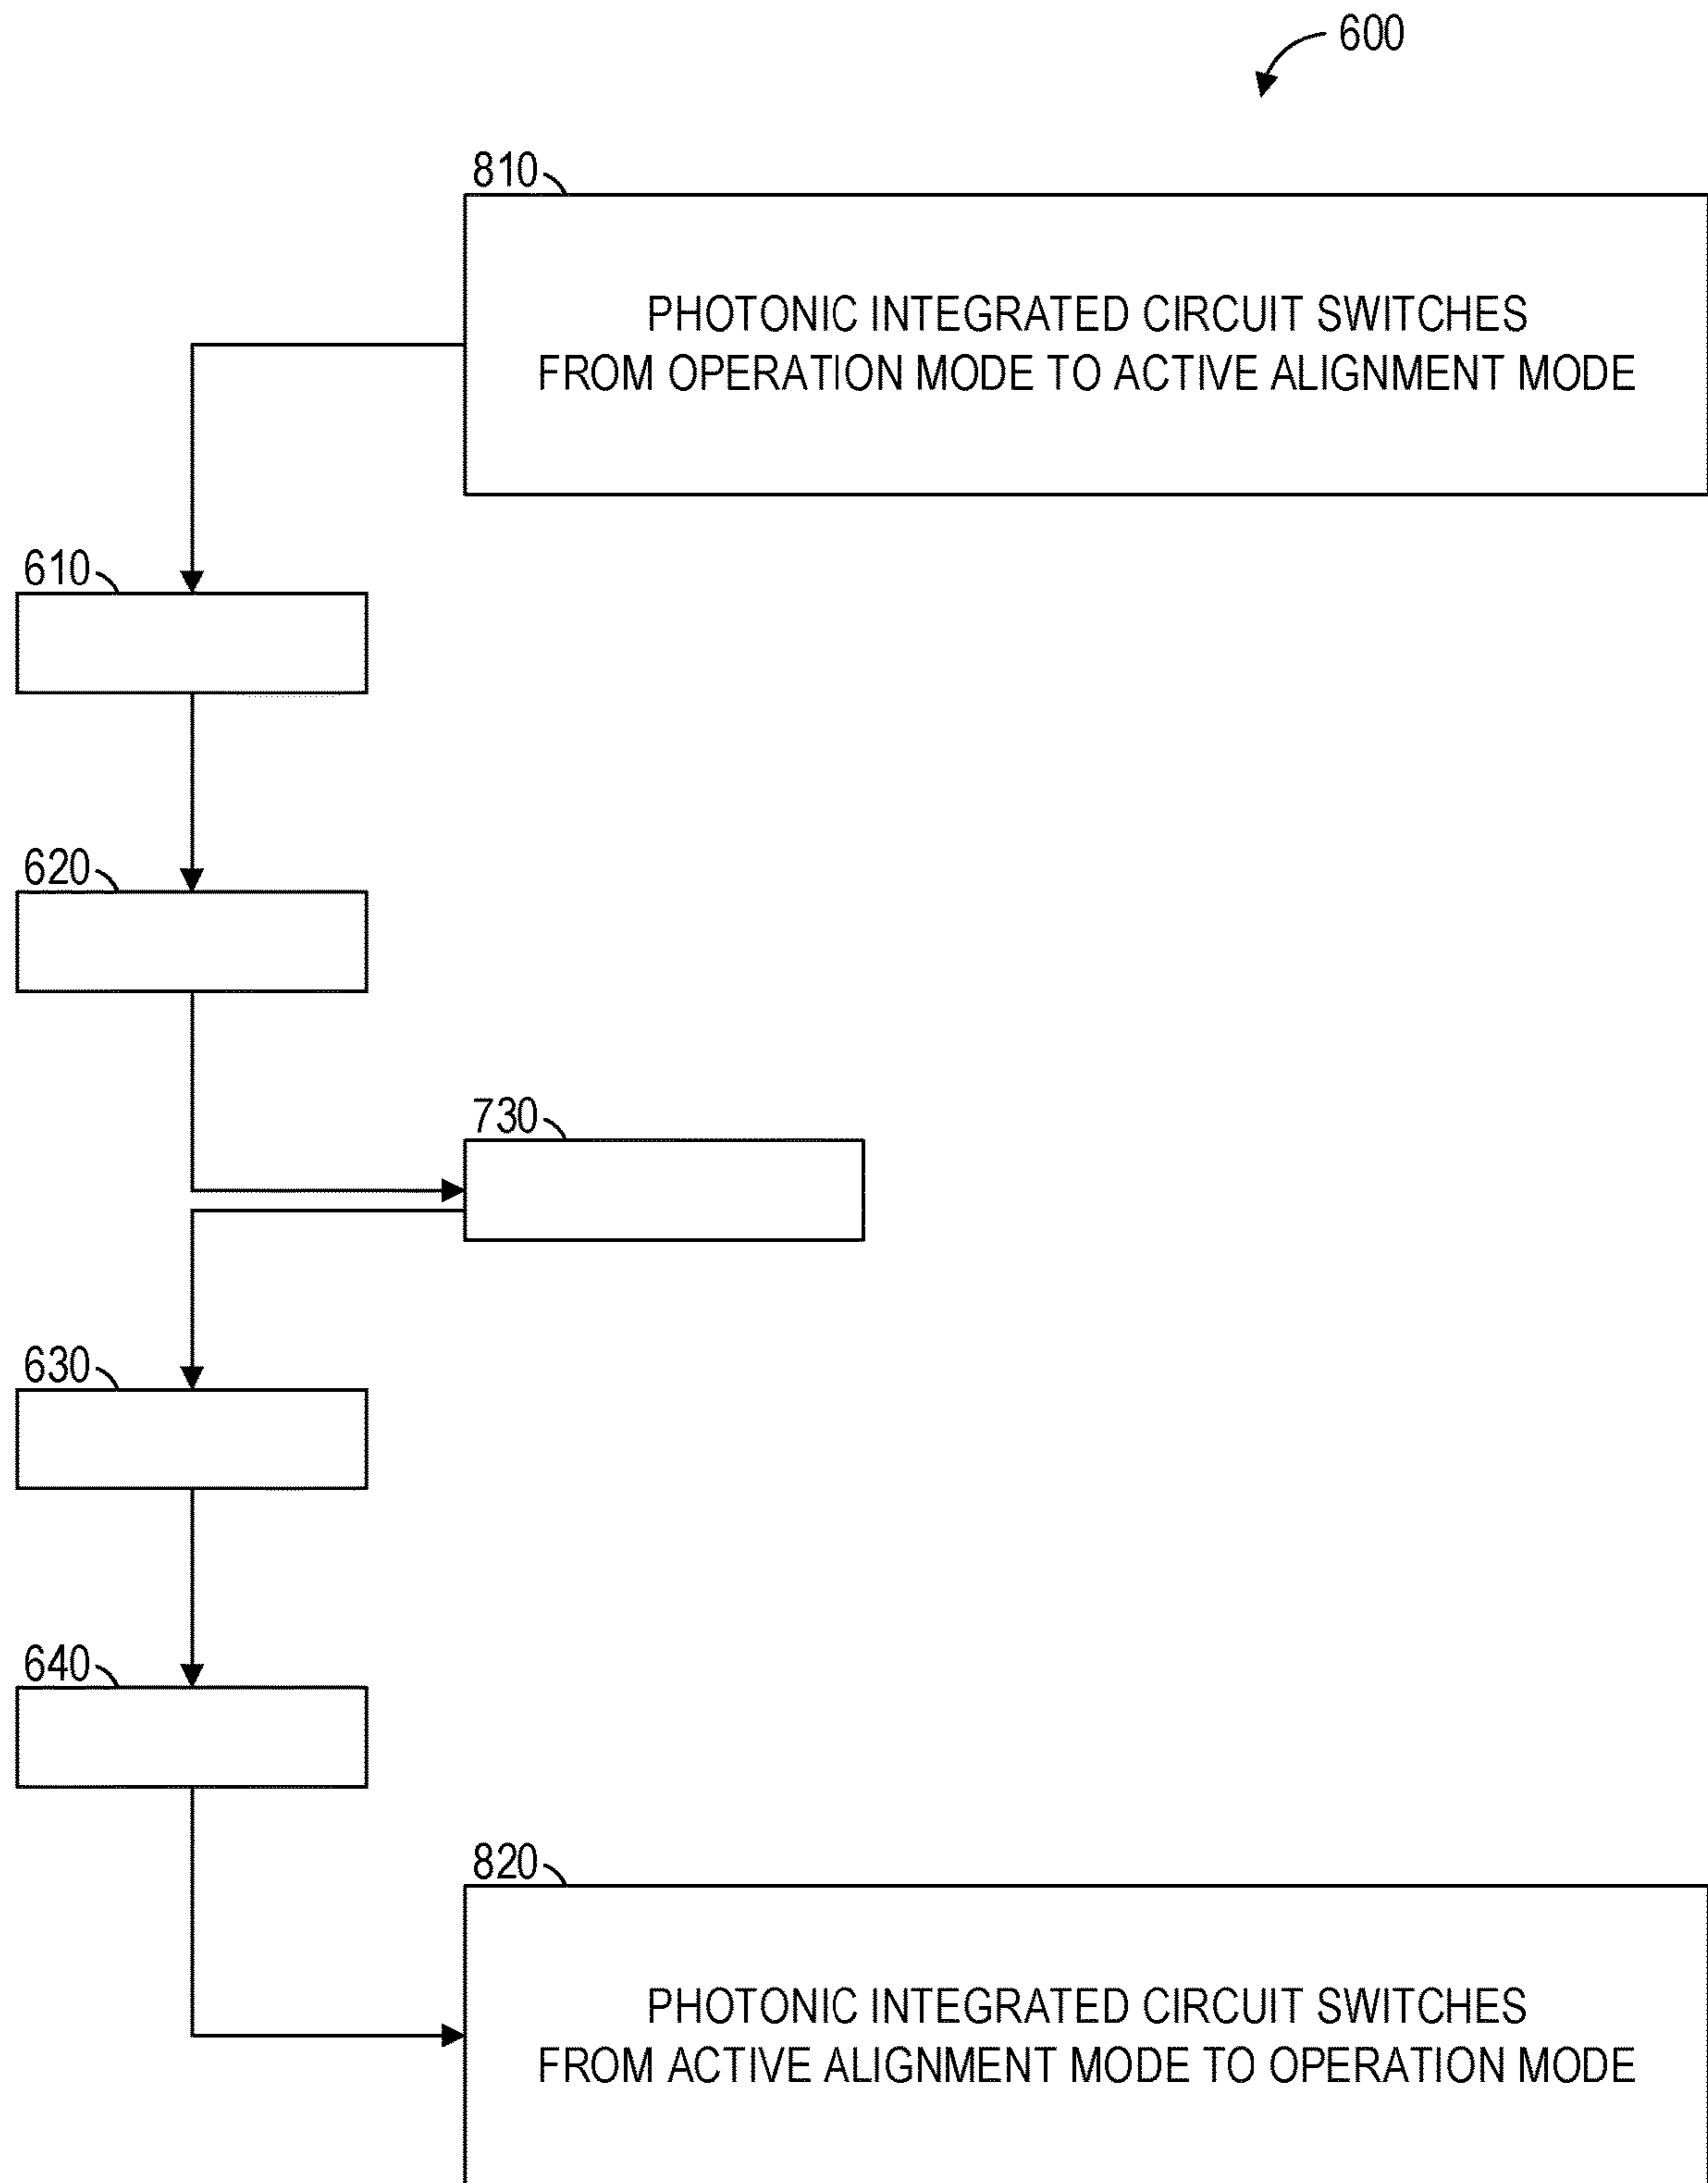 600
810
PHOTONIC INTEGRATED CIRCUIT SWITCHES
FROM OPERATION MODE TO ACTIVE ALIGNMENT MODE
610
620
730
630
640
820
PHOTONIC INTEGRATED CIRCUIT SWITCHES
FROM ACTIVE ALIGNMENT MODE TO OPERATION MODE